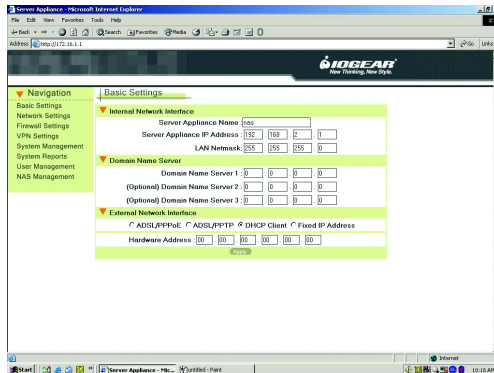 Server Appliance - Microsoft Internet Explorer
File Edit View Favorites Tools Help
Back Search Favorites Media
Address http://172.16.1.1 Go Links
IOGEAR
New Thinking, New Style.
Navigation
Basic Settings
Network Settings
Firewall Settings
VPN Settings
System Management
System Reports
User Management
NAS Management
Basic Settings
Internal Network Interface
Server Appliance Name : nas
Server Appliance IP Address : 192 . 168 . 2 . 1
LAN Netmask: 255 . 255 . 255 . 0
Domain Name Server
Domain Name Server 1 : 0 . 0 . 0 . 0
(Optional) Domain Name Server 2 : 0 . 0 . 0 . 0
(Optional) Domain Name Server 3 : 0 . 0 . 0 . 0
External Network Interface
ADSL/PPPoE ADSL/PPTP DHCP Client Fixed IP Address
Hardware Address : 00 . 00 . 00 . 00 . 00 . 00
Apply
Internet
Start Server Appliance - Mic... untitled - Paint 10:18 AM